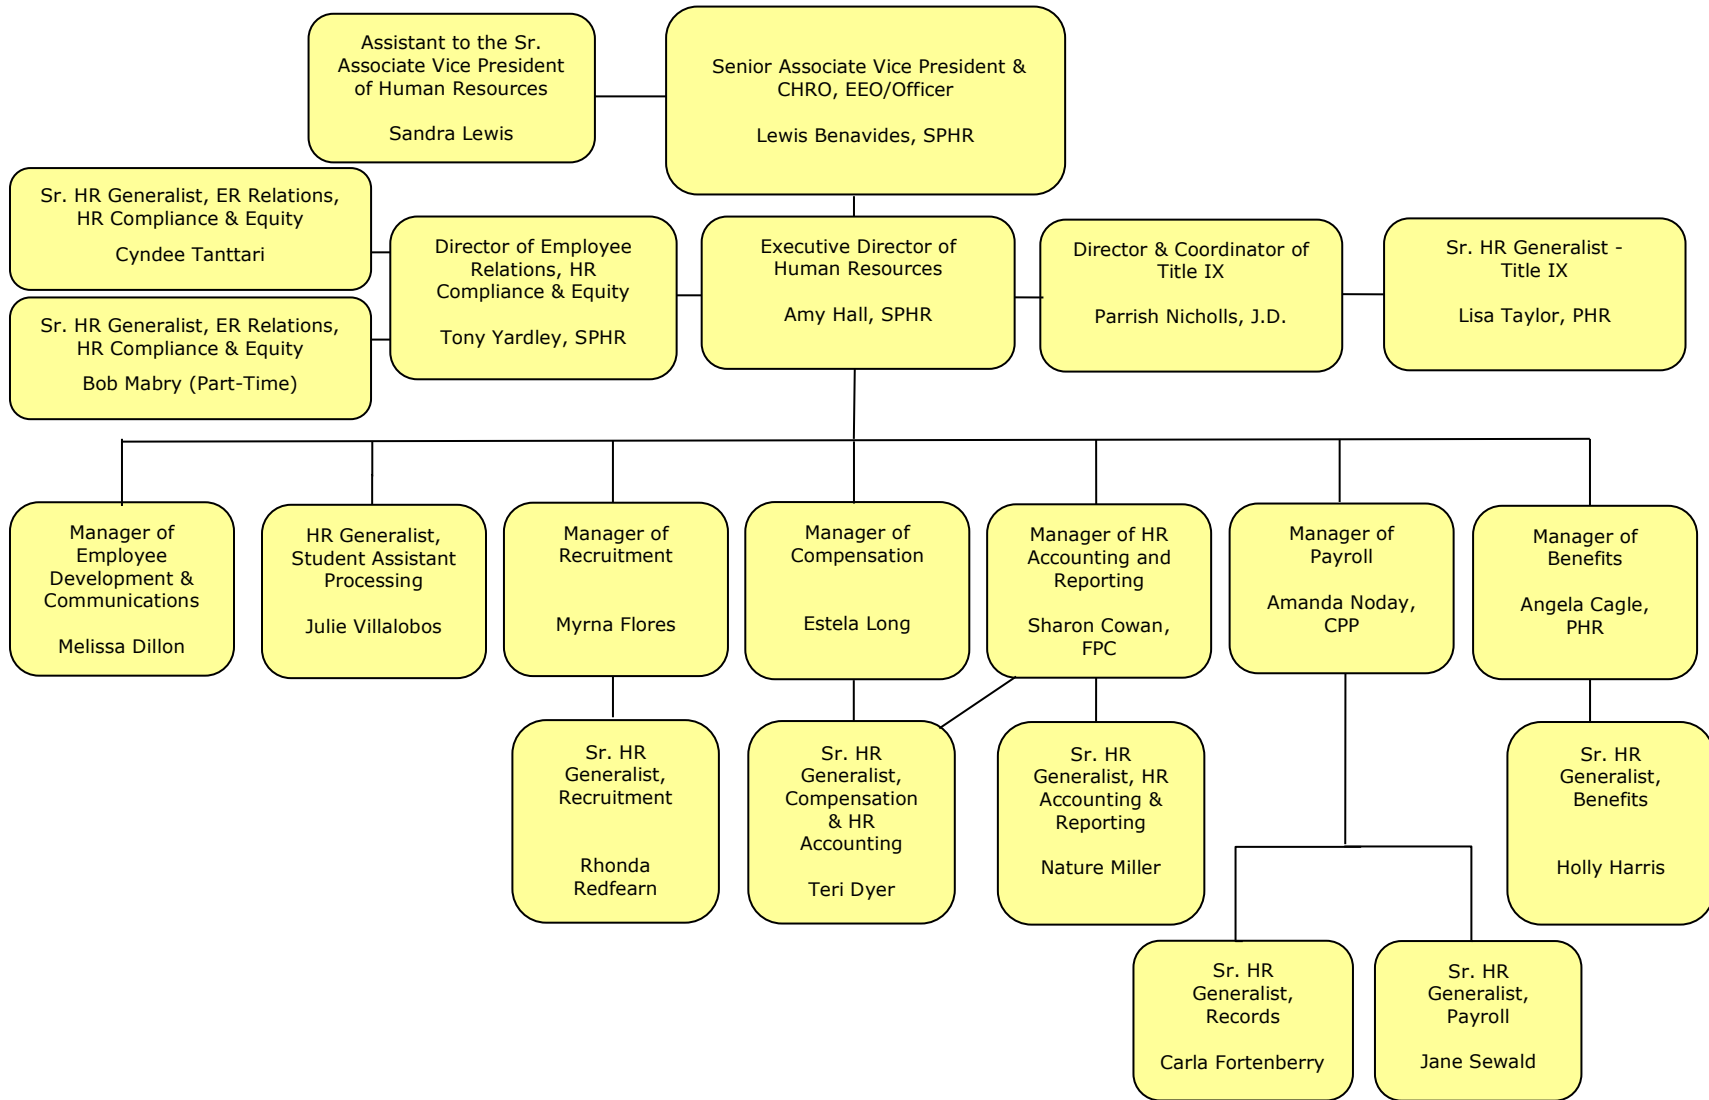 Assistant to the Sr.
Associate Vice President
of Human Resources
Sandra Lewis
Senior Associate Vice President &
CHRO, EEO/Officer
Lewis Benavides, SPHR
Sr. HR Generalist, ER Relations,
HR Compliance & Equity
Cyndee Tanttari
Sr. HR Generalist, ER Relations,
HR Compliance & Equity
Bob Mabry (Part-Time)
Director of Employee
Relations, HR
Compliance & Equity
Tony Yardley, SPHR
Executive Director of
Human Resources
Amy Hall, SPHR
Director & Coordinator of
Title IX
Parrish Nicholls, J.D.
Sr. HR Generalist -
Title IX
Lisa Taylor, PHR
Manager of
Employee
Development &
Communications
Melissa Dillon
HR Generalist,
Student Assistant
Processing
Julie Villalobos
Manager of
Recruitment
Myrna Flores
Manager of
Compensation
Estela Long
Manager of HR
Accounting and
Reporting
Sharon Cowan,
FPC
Manager of
Payroll
Amanda Noday,
CPP
Manager of
Benefits
Angela Cagle,
PHR
Sr. HR
Generalist,
Recruitment
Rhonda
Redfearn
Sr. HR
Generalist,
Compensation
& HR
Accounting
Teri Dyer
Sr. HR
Generalist, HR
Accounting &
Reporting
Nature Miller
Sr. HR
Generalist,
Benefits
Holly Harris
Sr. HR
Generalist,
Records
Carla Fortenberry
Sr. HR
Generalist,
Payroll
Jane Sewald